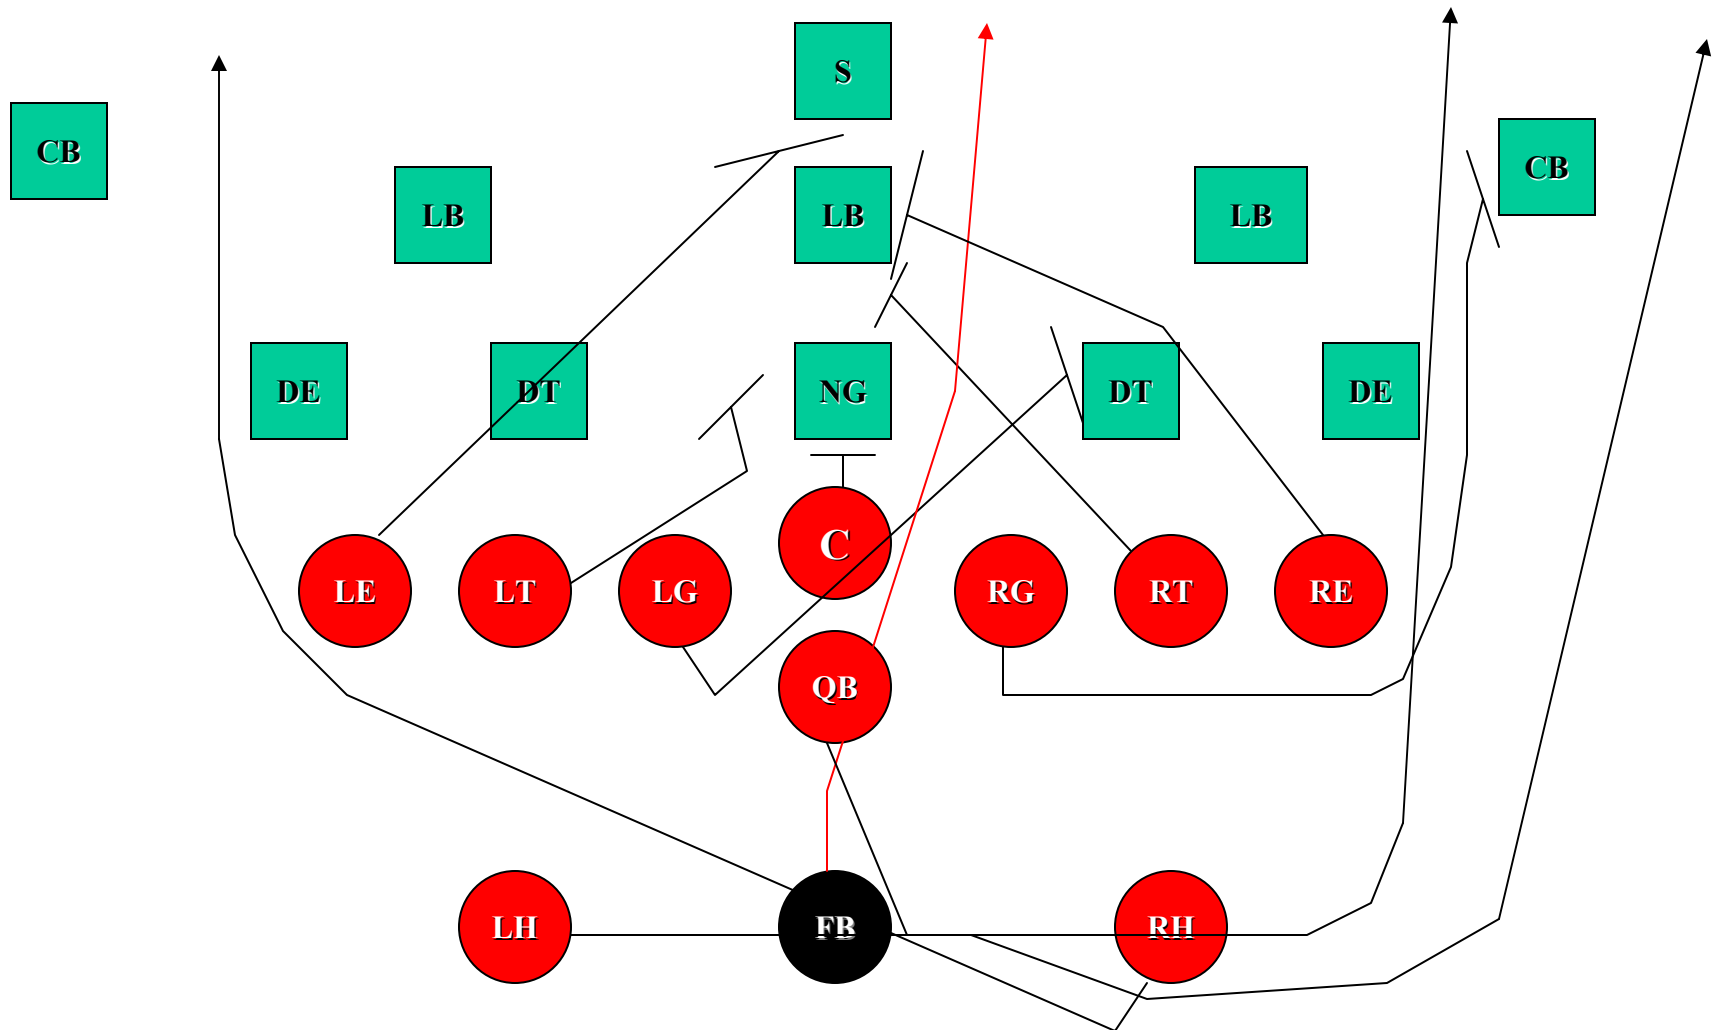 S
CB
CB
LB
LB
LB
DE
DT
NG
DT
DE
C
LE
LT
LG
RG
RT
RE
QB
LH
FB
RH